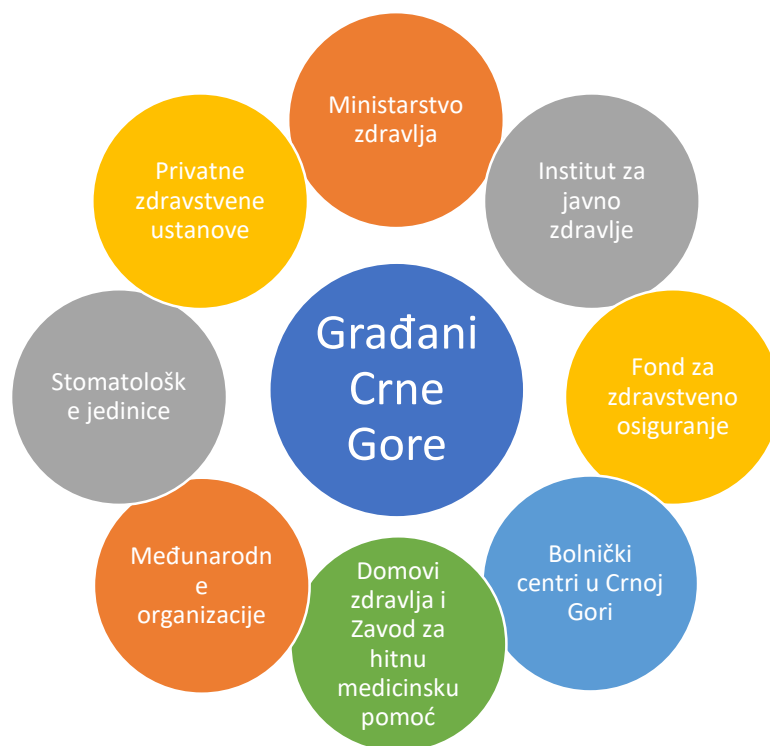 Ministarstvo
zdravlja
Institut za
javno
zdravlje
Fond za
zdravstveno
osiguranje
Bolnički
centri u Crnoj
Gori
Domovi
zdravlja i
Zavod za
hitnu
medicinsku
pomoć
Međunarodn
e
organizacije
Stomatološk
e jedinice
Privatne
zdravstvene
ustanove
Građani
Crne
Gore